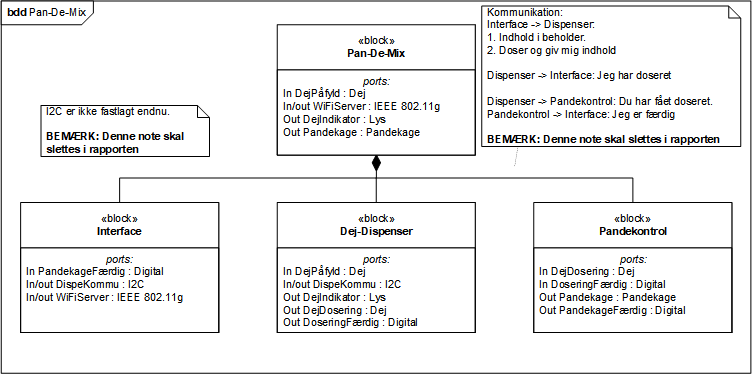 bdd Pan-De-Mix
Kommunikation:
Interface -> Dispenser:
1. Indhold i beholder.
2. Doser og giv mig indhold
Dispenser -> Interface: Jeg har doseret
Dispenser -> Pandekontrol: Du har fået doseret.
Pandekontrol -> Interface: Jeg er færdig
BEMÆRK: Denne note skal slettes i rapporten
«block»
Pan-De-Mix
ports:
In DejPåfyld : Dej
In/out WiFiServer : IEEE 802.11g
Out DejIndikator : Lys
Out Pandekage : Pandekage
I2C er ikke fastlagt endnu.
BEMÆRK: Denne note skal
slettes i rapporten
«block»
Interface
ports:
In PandekageFærdig : Digital
In/out DispeKommu : I2C
In/out WiFiServer : IEEE 802.11g
«block»
Dej-Dispenser
ports:
In DejPåfyld : Dej
In/out DispeKommu : I2C
Out DejIndikator : Lys
Out DejDosering : Dej
Out DoseringFærdig : Digital
«block»
Pandekontrol
ports:
In DejDosering : Dej
In DoseringFærdig : Digital
Out Pandekage : Pandekage
Out PandekageFærdig : Digital